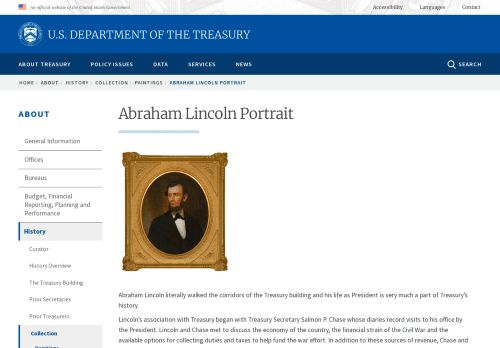 An official website of the United States Government
Accessibility Languages Contact
U.S. DEPARTMENT OF THE TREASURY
ABOUT TREASURY POLICY ISSUES DATA SERVICES NEWS SEARCH
HOME ABOUT HISTORY COLLECTION PAINTINGS ABRAHAM LINCOLN PORTRAIT
ABOUT
General Information
Offices
Bureaus
Budget, Financial
Reporting, Planning and
Performance
History
Curator
History Overview
The Treasury Building
Prior Secretaries
Prior Treasurers
Collection
Abraham Lincoln Portrait
Abraham Lincoln literally walked the corridors of the Treasury building and his life as President is very much a part of Treasury's
history.
Lincoln's association with Treasury began with Treasury Secretary Salmon P. Chase whose diaries record visits to his office by
the President. Lincoln and Chase met to discuss the economy of the country, the financial strain of the Civil War and the
available options for collecting duties and taxes to help fund the war effort. In addition to these sources of revenue, Chase and